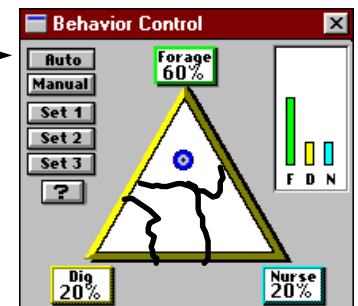 Behavior Control
Auto
Manual
Set 1
Set 2
Set 3
?
Forage
60%
F D N
Dig
20%
Nurse
20%